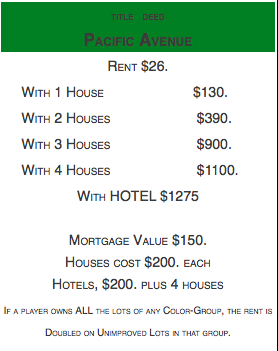 TITLE DEED
PACIFIC AVENUE
RENT $26.
WITH 1 HOUSE $130.
WITH 2 HOUSES $390.
WITH 3 HOUSES $900.
WITH 4 HOUSES $1100.
WITH HOTEL $1275
MORTGAGE VALUE $150.
HOUSES COST $200. EACH
HOTELS, $200. PLUS 4 HOUSES
IF A PLAYER OWNS ALL THE LOTS OF ANY COLOR-GROUP, THE RENT IS
DOUBLED ON UNIMPROVED LOTS IN THAT GROUP.